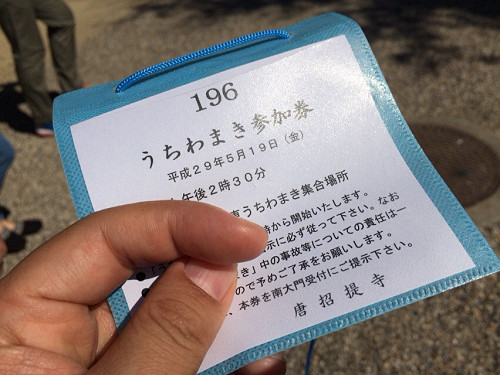 196
うちわまき参加券
平成29年5月19日(金)
午後2時30分
うちわまき集合場所
時から開始いたします。
示に必ず従って下さい。なお
き」中の事故等についての責任は一
ので予めご了承をお願いします。
、本券を南大門受付にご提示下さい。
唐招提寺